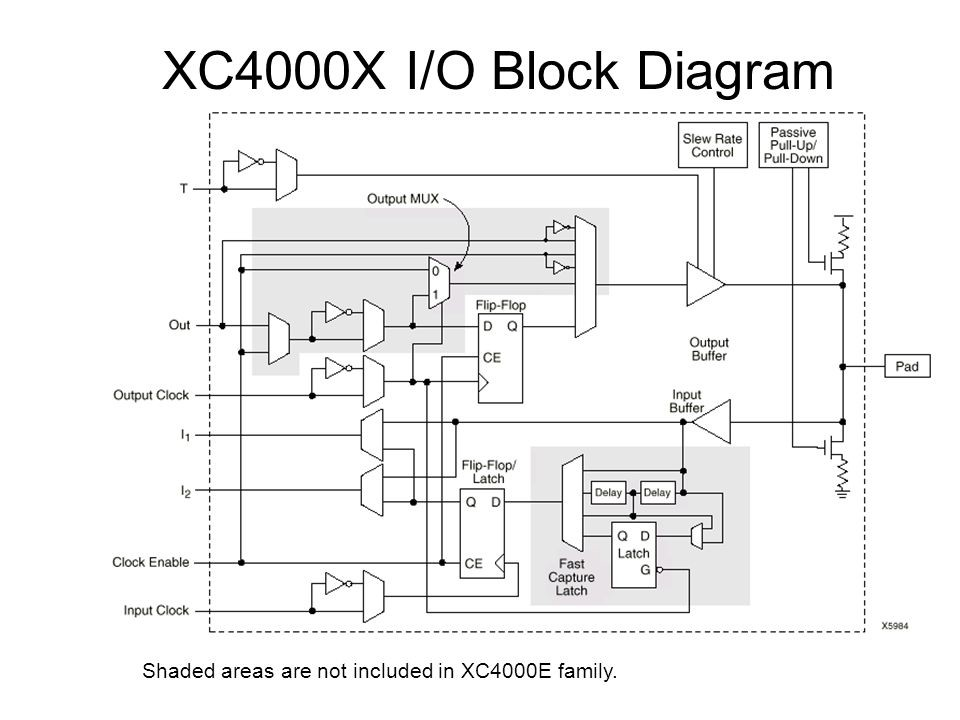 XC4000X I/O Block Diagram
Slew Rate
Control
Passive
Pull-Up/
Pull-Down
T
Output MUX
0
1
Flip-Flop
D Q
CE
Out
Output
Buffer
Pad
Output Clock
Input
Buffer
I1
Flip-Flop/
Latch
I2
Q D
Delay
Delay
Q D
Latch
G
Clock Enable
CE
Fast
Capture
Latch
Input Clock
X5984
Shaded areas are not included in XC4000E family.